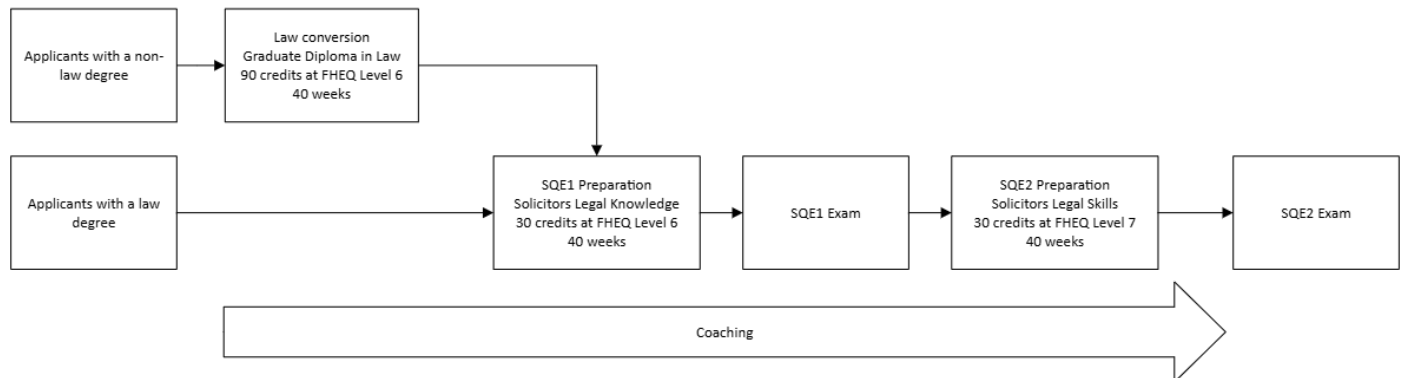 Applicants with a non-
law degree
Law conversion
Graduate Diploma in Law
90 credits at FHEQ Level 6
40 weeks
Applicants with a law
degree
SQE1 Preparation
Solicitors Legal Knowledge
30 credits at FHEQ Level 6
40 weeks
SQE1 Exam
SQE2 Preparation
Solicitors Legal Skills
30 credits at FHEQ Level 7
40 weeks
SQE2 Exam
Coaching